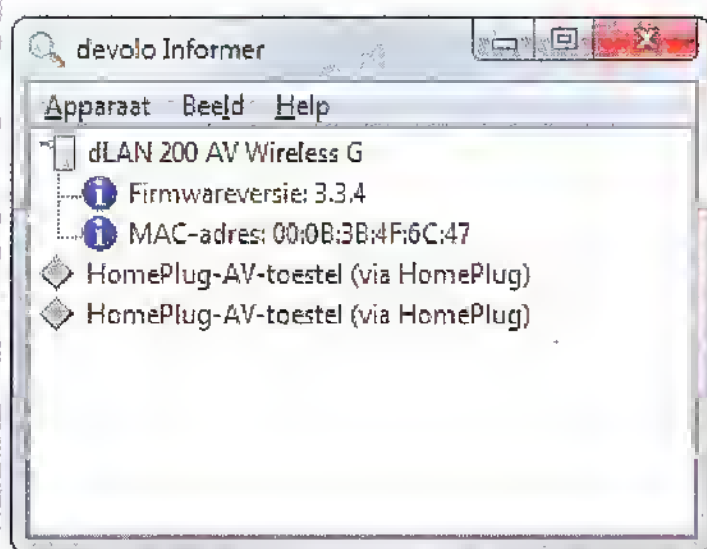 devolo Informer
Apparaat Beeld Help
dLAN 200 AV Wireless G
Firmwareversie: 3.3.4
MAC-adres: 00:0B:3B:4F:6C:47
HomePlug-AV-toestel (via HomePlug)
HomePlug-AV-toestel (via HomePlug)